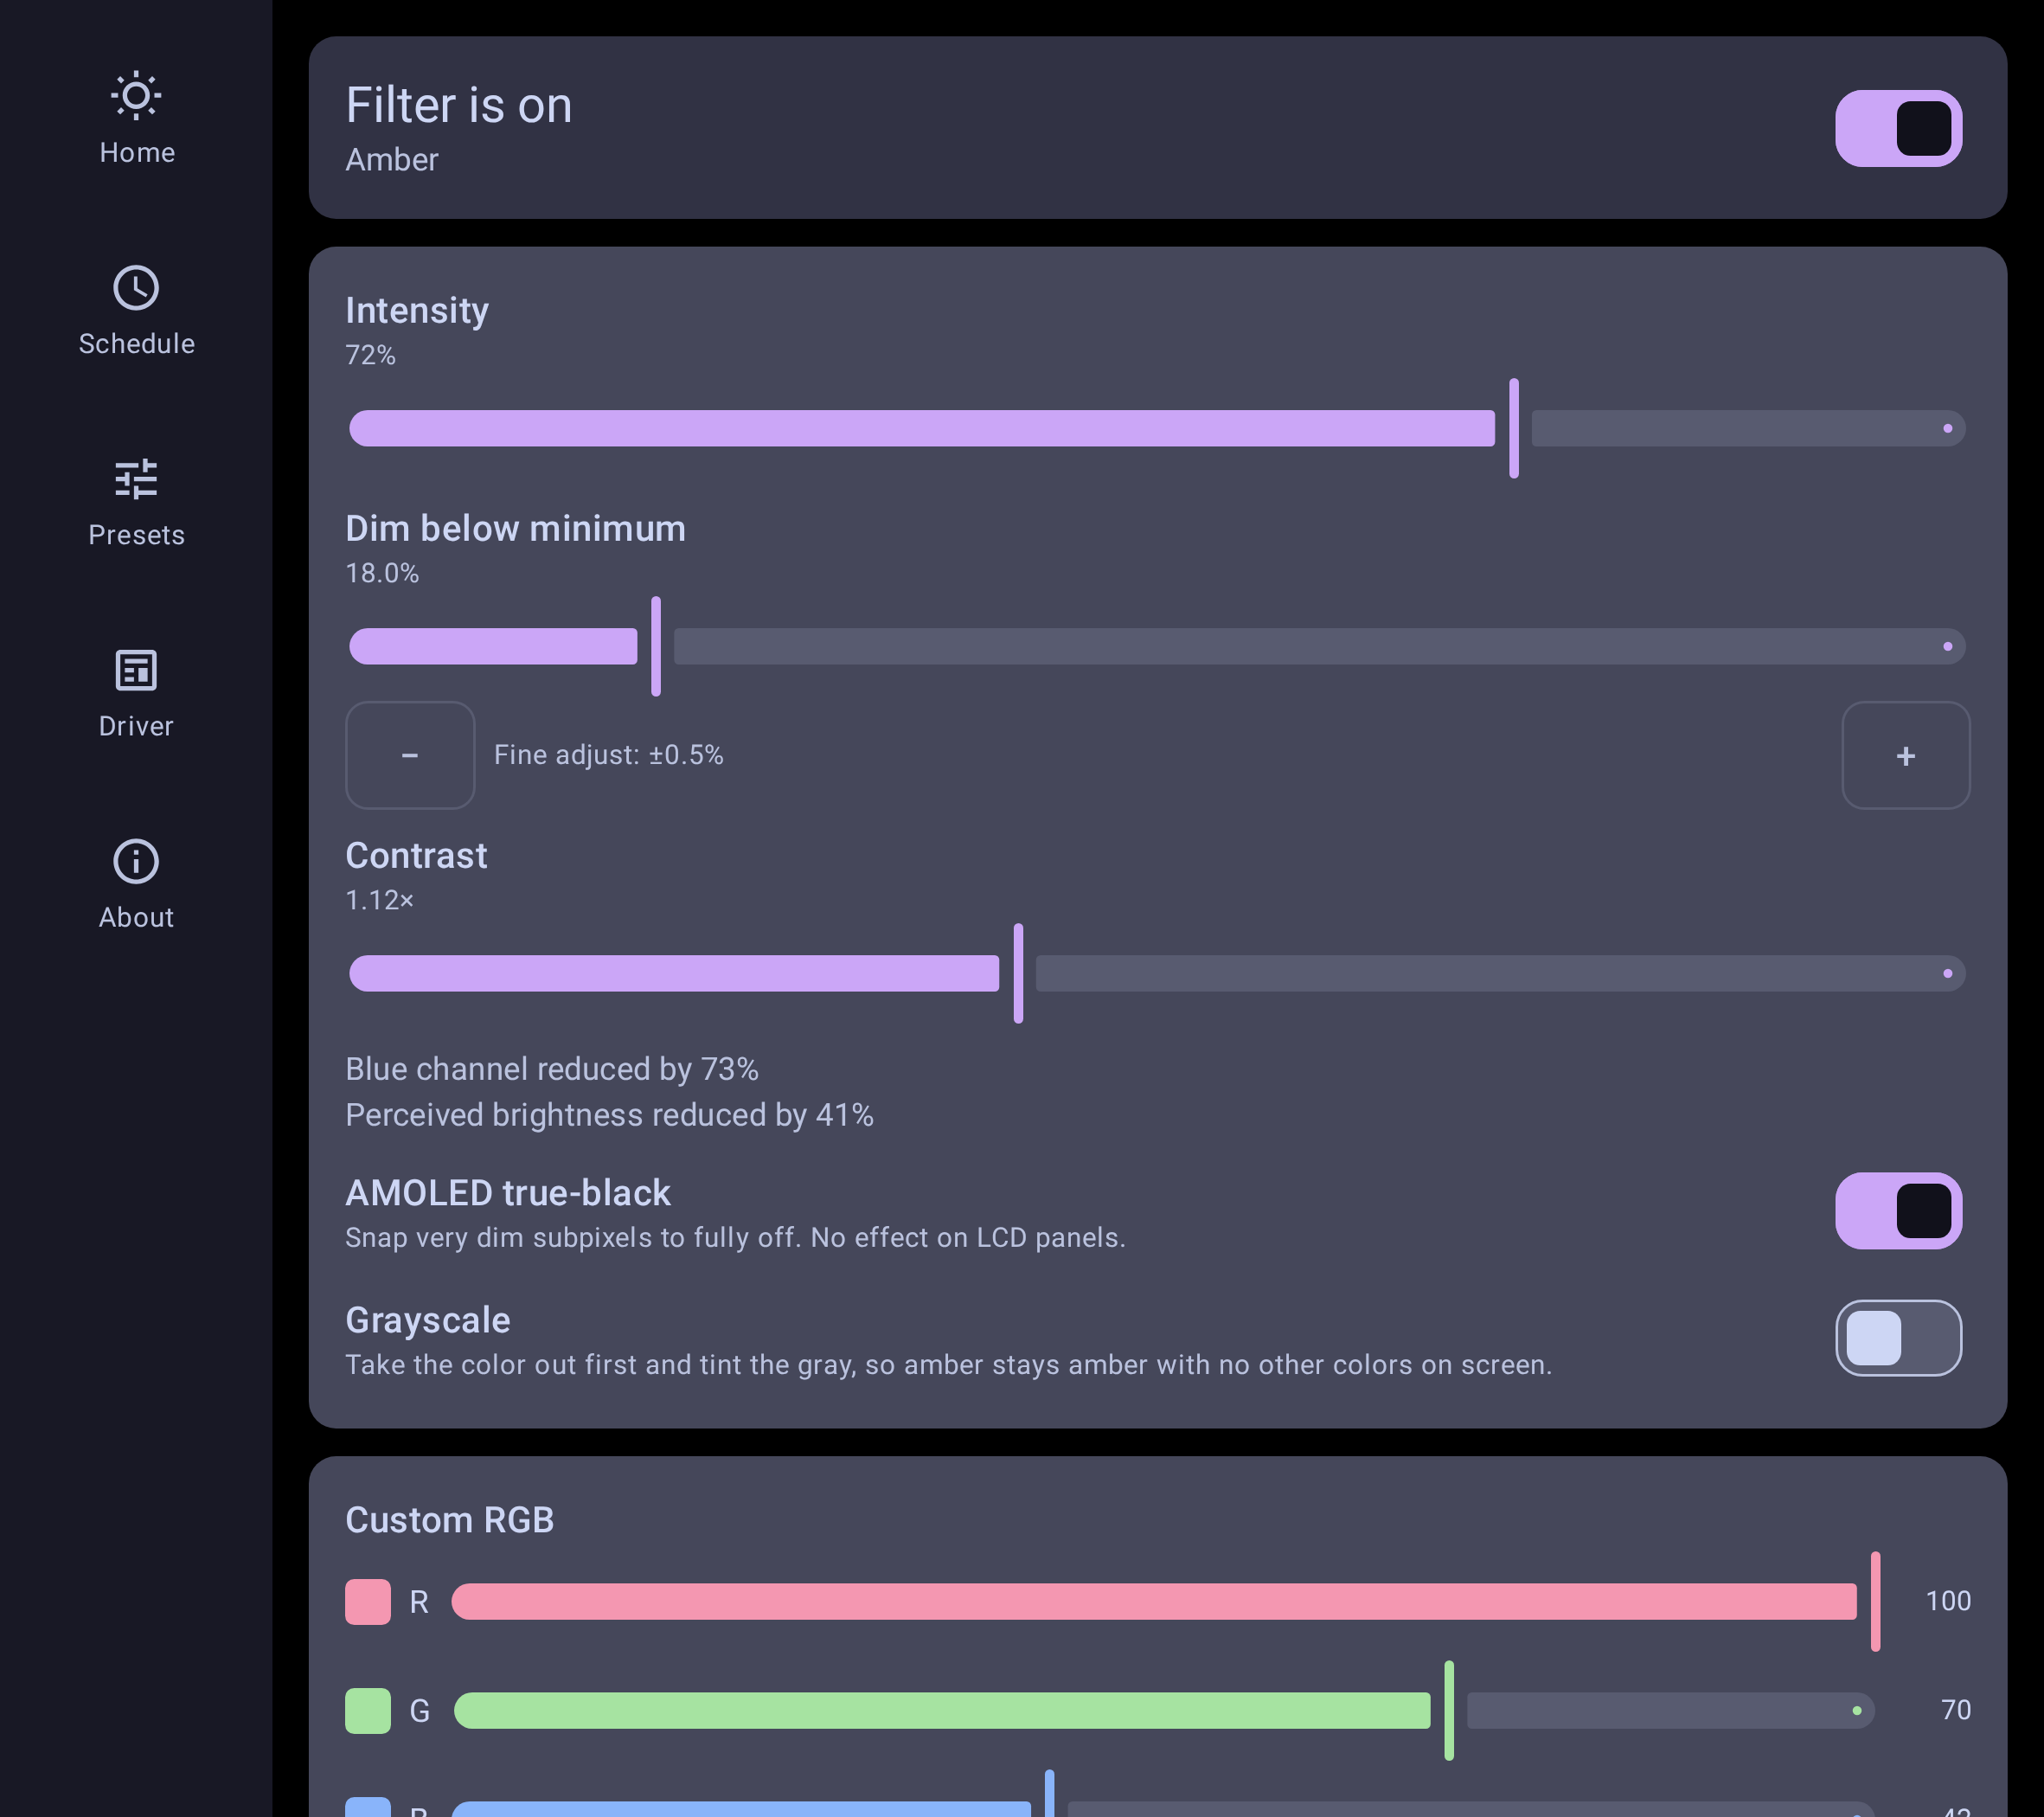 Home
Schedule
Presets
Driver
About
Filter is on
Amber
Intensity
72%
Dim below minimum
18.0%
− Fine adjust: ±0.5% +
Contrast
1.12×
Blue channel reduced by 73%
Perceived brightness reduced by 41%
AMOLED true-black
Snap very dim subpixels to fully off. No effect on LCD panels.
Grayscale
Take the color out first and tint the gray, so amber stays amber with no other colors on screen.
Custom RGB
R 100
G 70